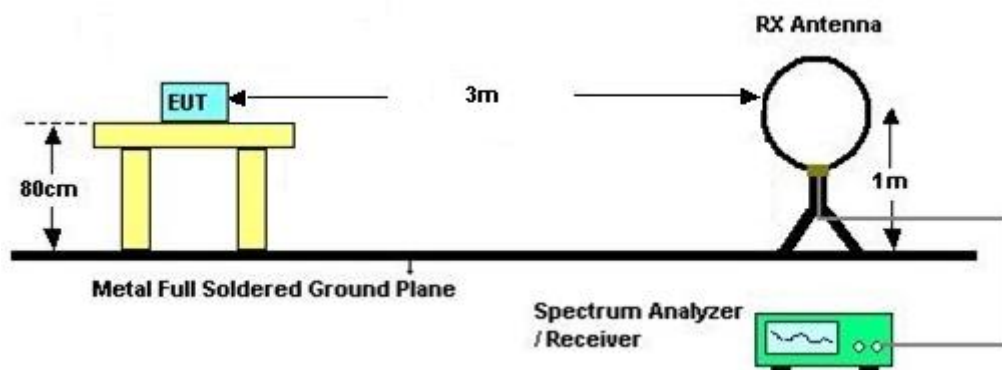 RX Antenna
EUT
3m
80cm
1m
Metal Full Soldered Ground Plane
Spectrum Analyzer
/ Receiver